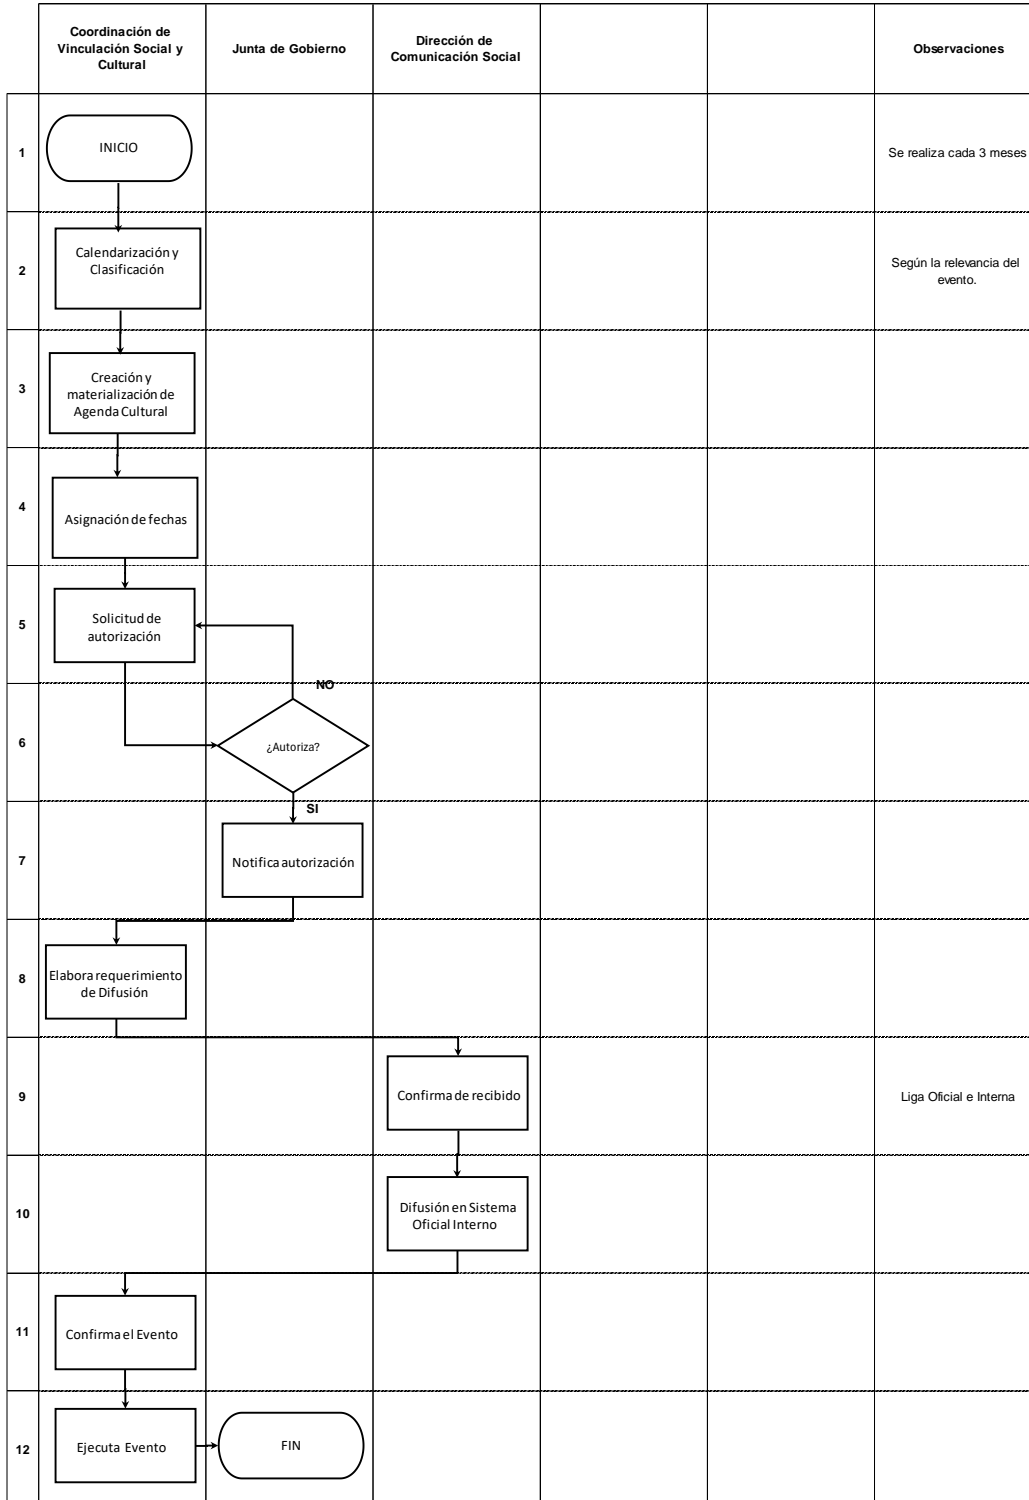 Coordinación de
Vinculación Social y
Cultural
Junta de Gobierno
Dirección de
Comunicación Social
Observaciones
1
INICIO
Se realiza cada 3 meses
2
Calendarización y
Clasificación
Según la relevancia del
evento.
3
Creación y
materialización de
Agenda Cultural
4
Asignación de fechas
5
Solicitud de
autorización
NO
6
¿Autoriza?
SI
7
Notifica autorización
8
Elabora requerimiento
de Difusión
9
Confirma de recibido
Liga Oficial e Interna
10
Difusión en Sistema
Oficial Interno
11
Confirma el Evento
12
Ejecuta Evento
FIN